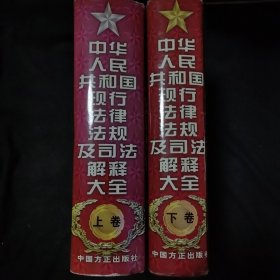 中华
人民
共和国
现行
法律
法规
及司法
解释
大全
上卷
中国方正出版社
中华
人民
共和国
现行
法律
法规
及司法
解释
大全
下卷
中国方正出版社